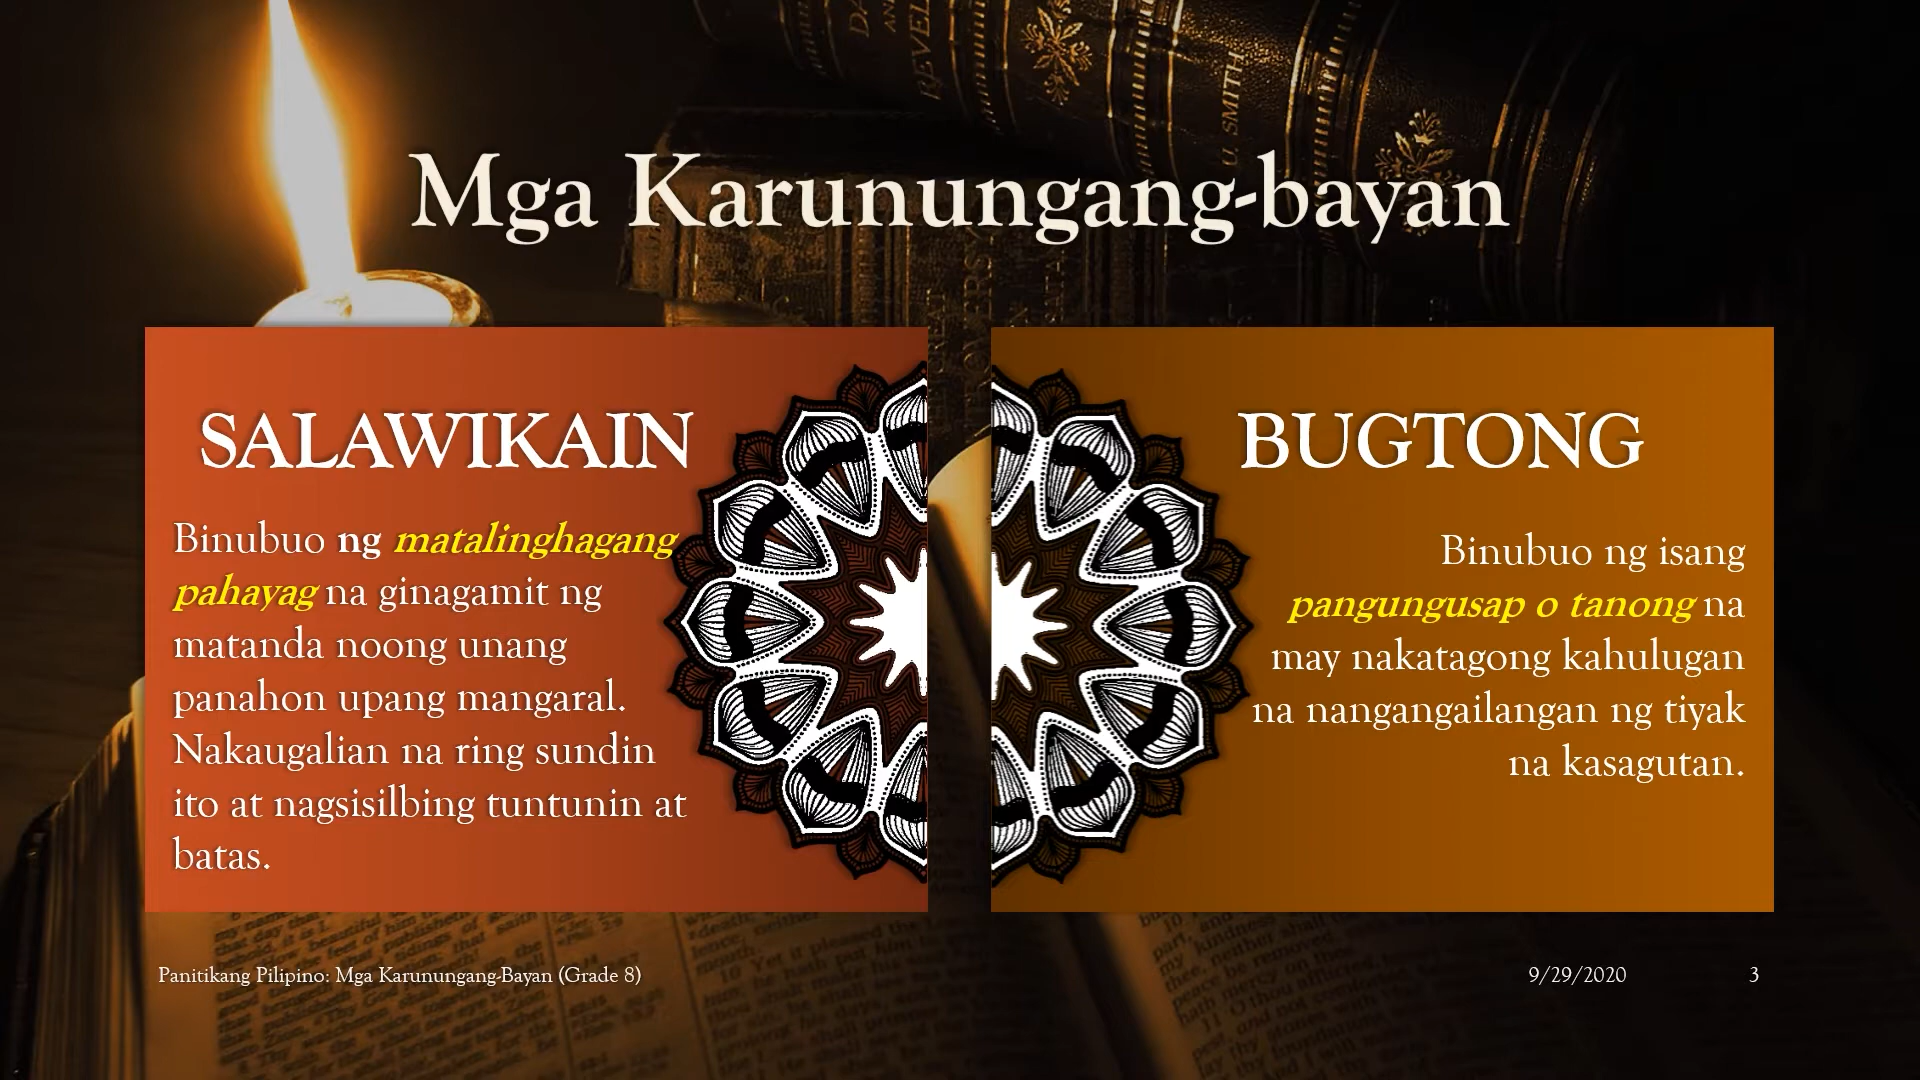 Mga Karunungang-bayan
SALAWIKAIN
Binubuo ng matalinghagang
pahayag na ginagamit ng
matanda noong unang
panahon upang mangaral.
Nakaugalian na ring sundin
ito at nagsisilbing tuntunin at
batas.
BUGTONG
Binubuo ng isang
pangungusap o tanong na
may nakatagong kahulugan
na nangangailangan ng tiyak
na kasagutan.
Panitikang Pilipino: Mga Karunungang-Bayan (Grade 8)
9/29/2020
3